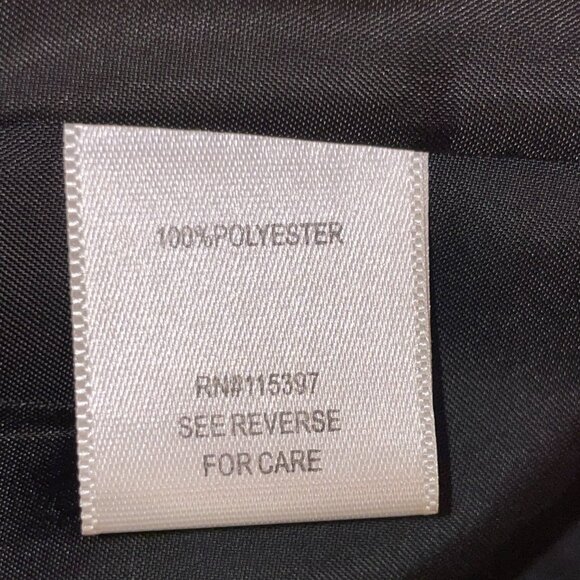 100%POLYESTER
RN#115397
SEE REVERSE
FOR CARE